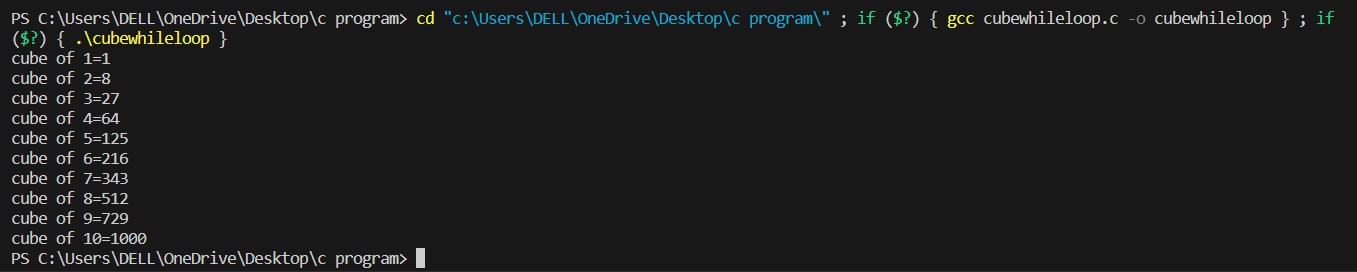 PS C:\Users\DELL\OneDrive\Desktop\c program> cd "c:\Users\DELL\OneDrive\Desktop\c program\" ; if ($?) { gcc cubewhileloop.c -o cubewhileloop } ; if
($?) { .\cubewhileloop }
cube of 1=1
cube of 2=8
cube of 3=27
cube of 4=64
cube of 5=125
cube of 6=216
cube of 7=343
cube of 8=512
cube of 9=729
cube of 10=1000
PS C:\Users\DELL\OneDrive\Desktop\c program>